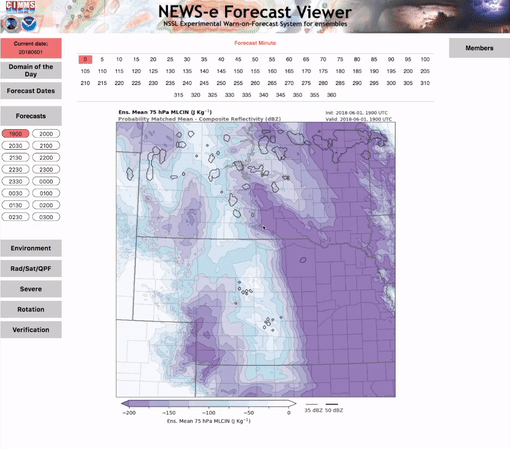 CIMMS
NEWS-e Forecast Viewer
NSSL Experimental Warn-on-Forecast System for ensembles
Current date:
20180601
Domain of the
Day
Forecast Dates
Forecasts
1900 2000
2030 2100
2130 2200
2230 2300
2330 0000
0030 0100
0130 0200
0230 0300
Environment
Rad/Sat/QPF
Severe
Rotation
Verification
Forecast Minute:
0 5 10 15 20 25 30 35 40 45 50 55 60 65 70 75 80 85 90 95 100
105 110 115 120 125 130 135 140 145 150 155 160 165 170 175 180 185 190 195 200 205
210 215 220 225 230 235 240 245 250 255 260 265 270 275 280 285 290 295 300 305 310
315 320 325 330 335 340 345 350 355 360
Members
Ens. Mean 75 hPa MLCIN (J Kg⁻¹)
Probability Matched Mean - Composite Reflectivity (dBZ)
Init: 2018-06-01, 1900 UTC
Valid: 2018-06-01, 1900 UTC
−200 −150 −100 −50 0
Ens. Mean 75 hPa MLCIN (J Kg⁻¹)
35 dBZ 50 dBZ